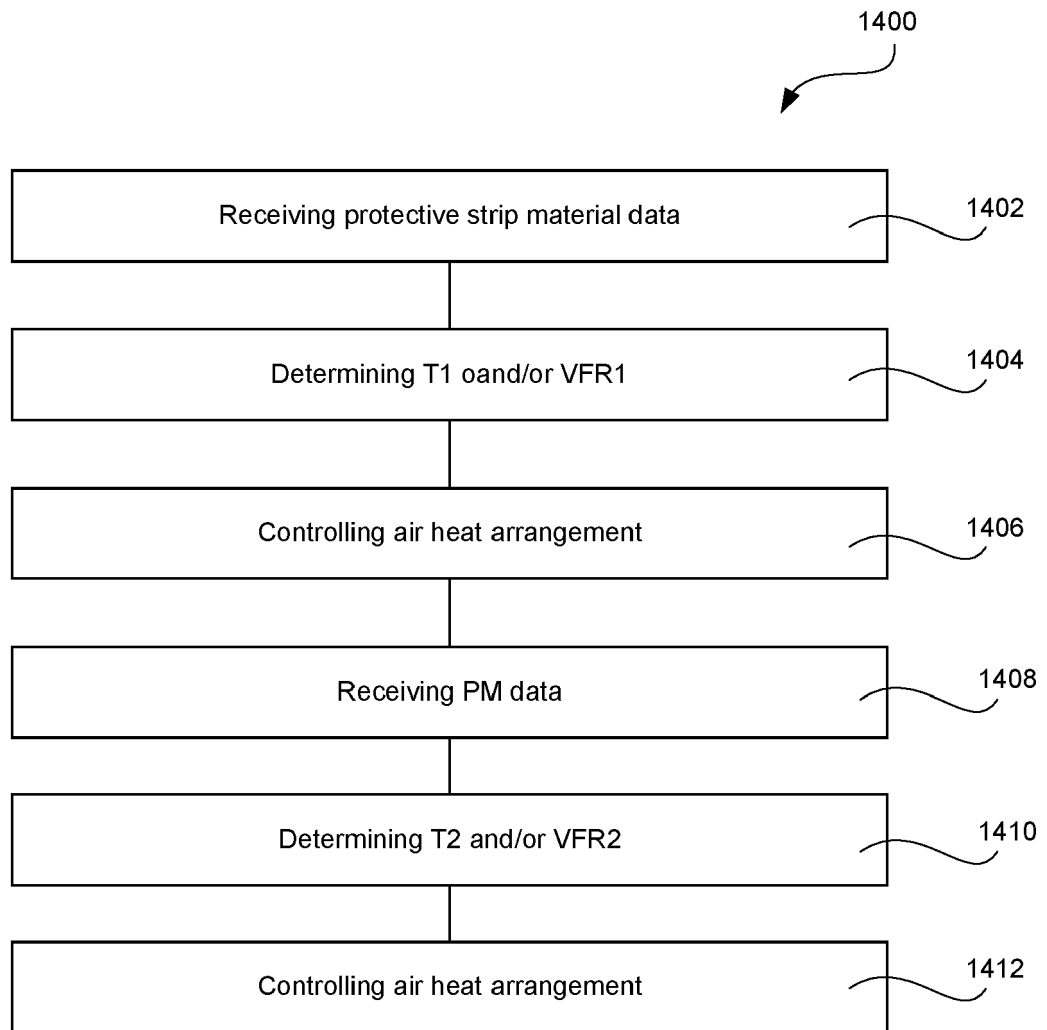 1400
Receiving protective strip material data
1402
Determining T1 oand/or VFR1
1404
Controlling air heat arrangement
1406
Receiving PM data
1408
Determining T2 and/or VFR2
1410
Controlling air heat arrangement
1412